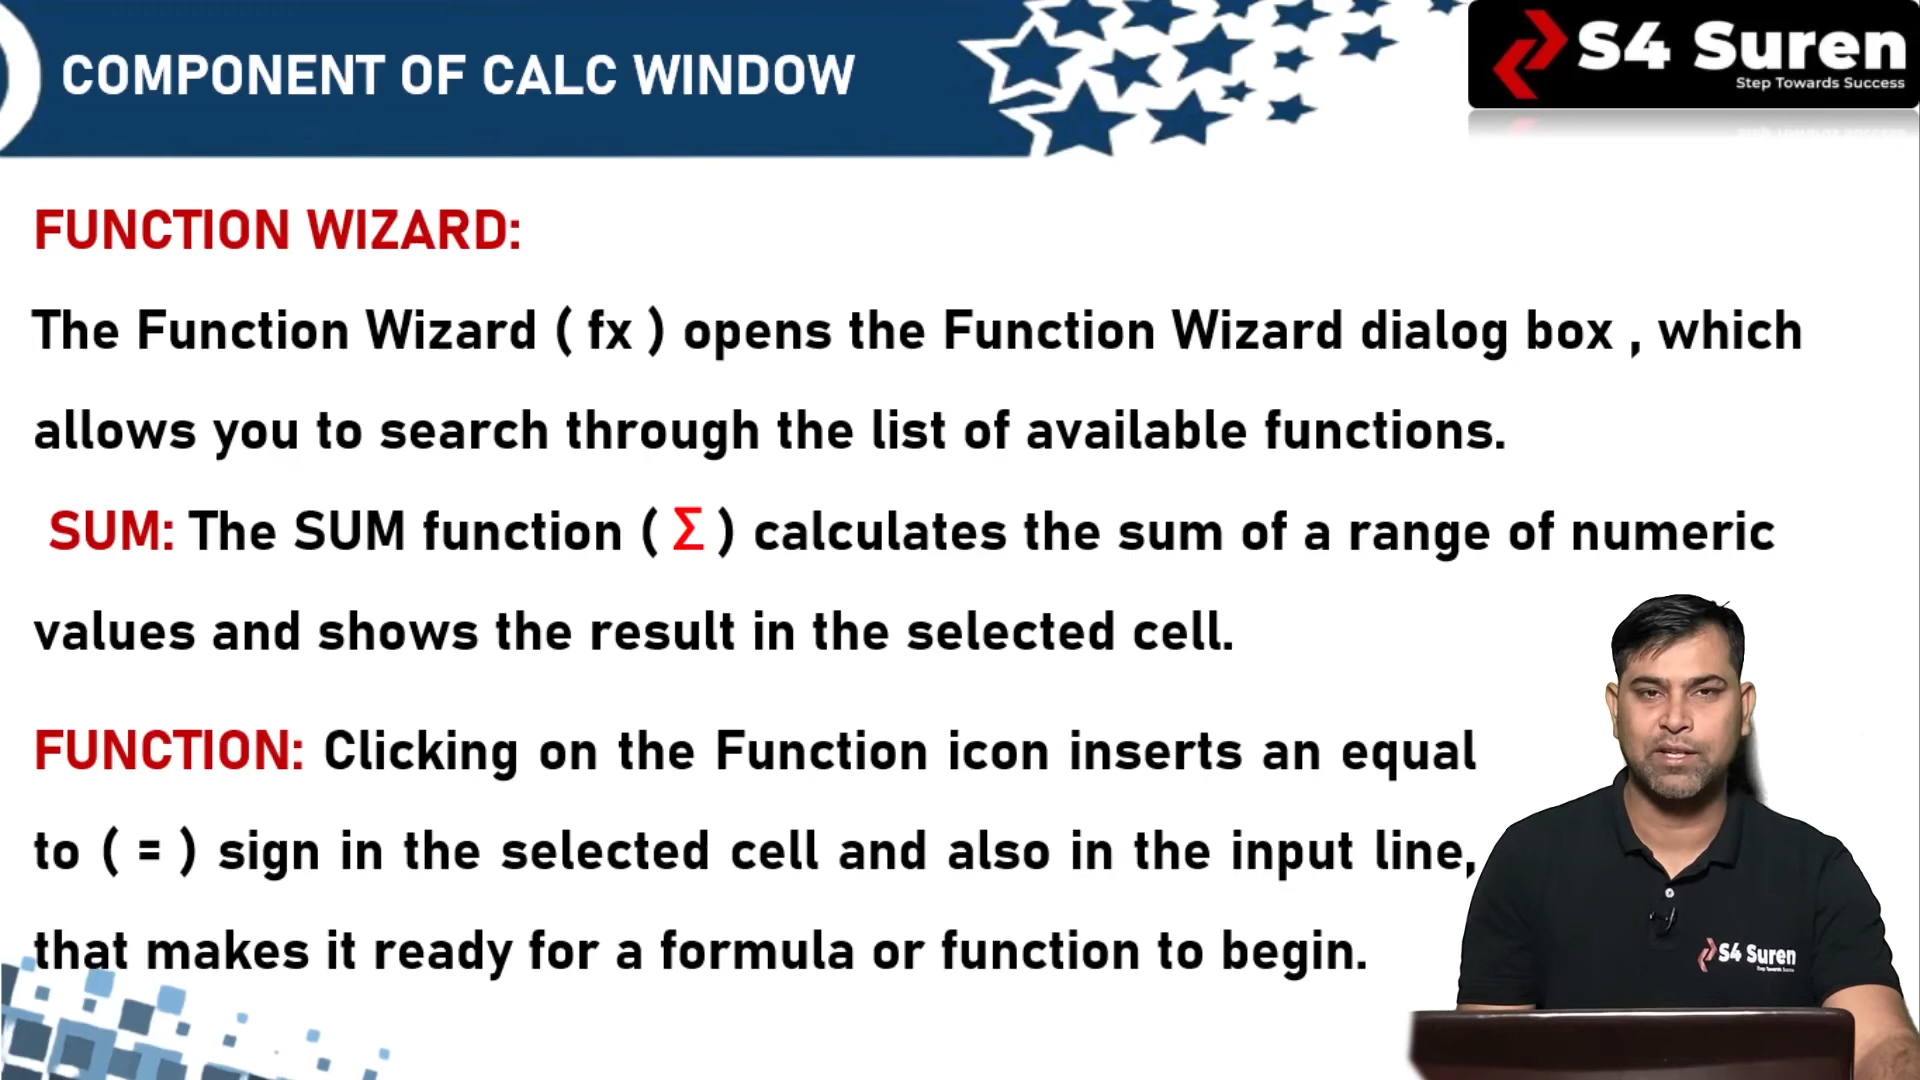 COMPONENT OF CALC WINDOW
S4 Suren
Step Towards Success
FUNCTION WIZARD:
The Function Wizard ( fx ) opens the Function Wizard dialog box , which
allows you to search through the list of available functions.
SUM: The SUM function ( Σ ) calculates the sum of a range of numeric
values and shows the result in the selected cell.
FUNCTION: Clicking on the Function icon inserts an equal
to ( = ) sign in the selected cell and also in the input line,
that makes it ready for a formula or function to begin.
S4 Suren
Step Towards Success